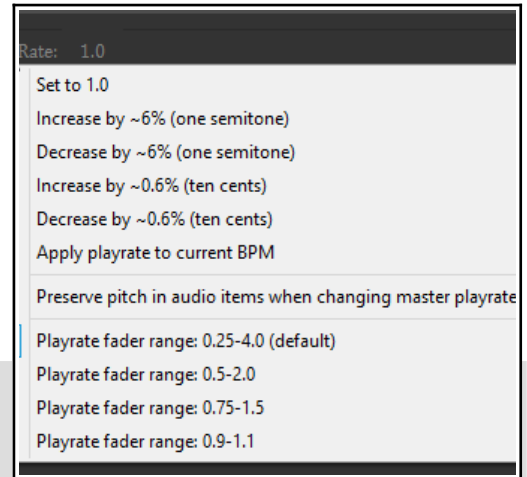 Rate: 1.0
Set to 1.0
Increase by ~6% (one semitone)
Decrease by ~6% (one semitone)
Increase by ~0.6% (ten cents)
Decrease by ~0.6% (ten cents)
Apply playrate to current BPM
Preserve pitch in audio items when changing master playrate
Playrate fader range: 0.25-4.0 (default)
Playrate fader range: 0.5-2.0
Playrate fader range: 0.75-1.5
Playrate fader range: 0.9-1.1